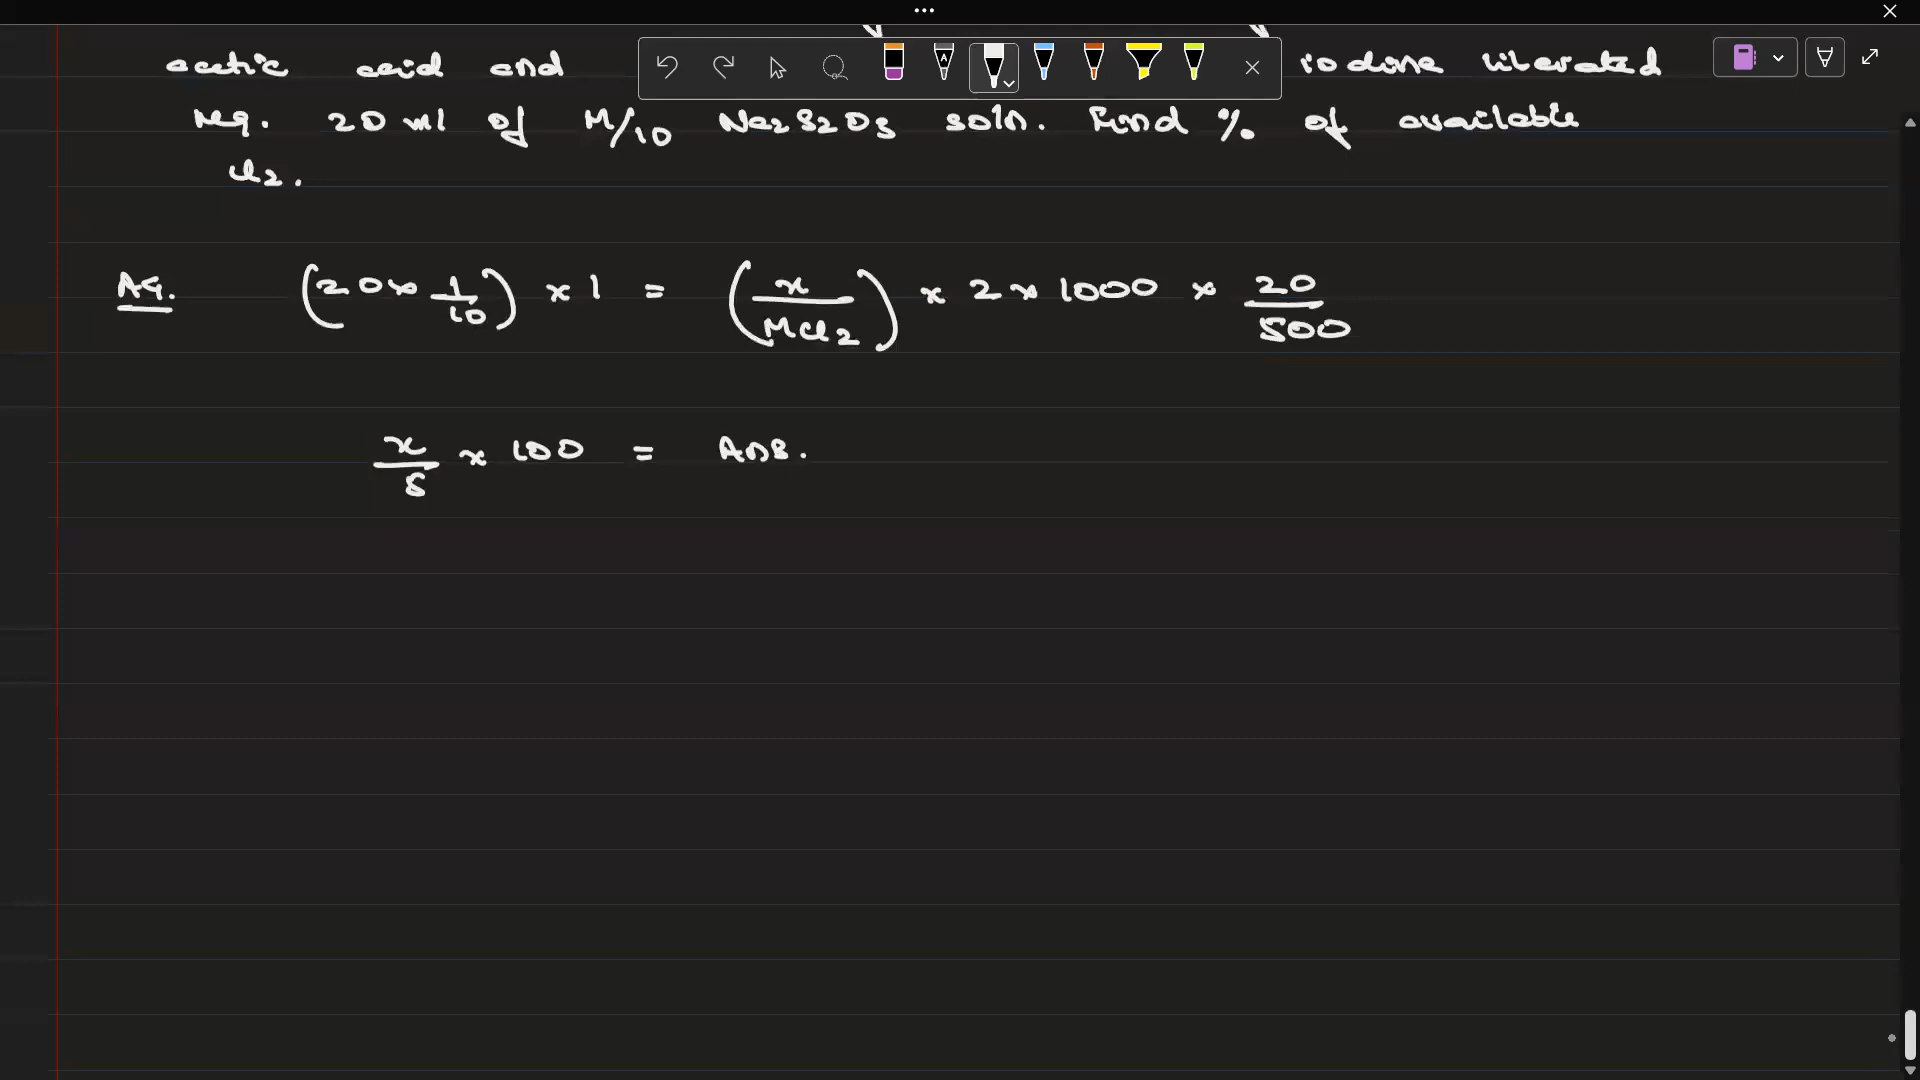 acetic acid and iodine liberated
req. 20 ml of M/10 Na2S2O3 soln. Find % of available
Cl2.
A4. (20 x 1/10) x 1 = (x/MCl2) x 2 x 1000 x 20/500
x/5 x 100 = Ans.